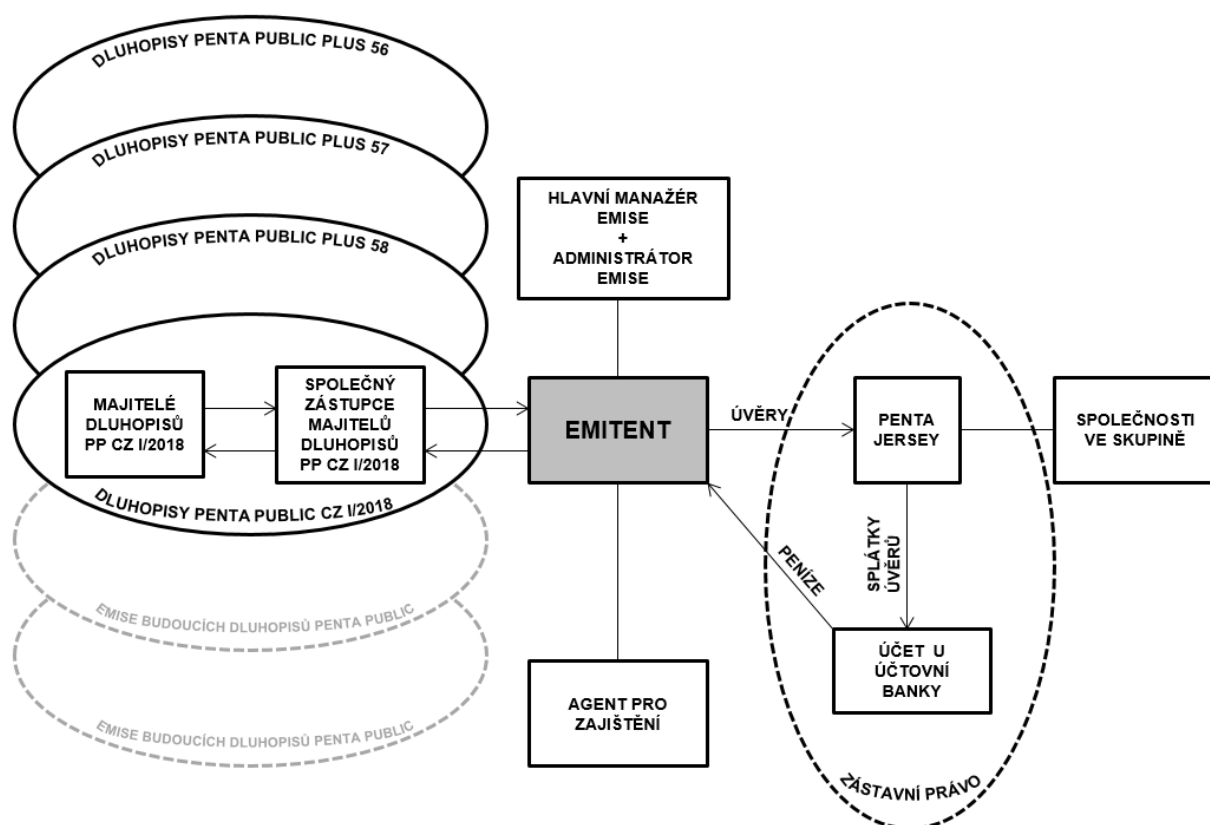 DLUHOPISY PENTA PUBLIC PLUS 56
DLUHOPISY PENTA PUBLIC PLUS 57
DLUHOPISY PENTA PUBLIC PLUS 58
MAJITELÉ
DLUHOPISŮ
PP CZ I/2018
SPOLEČNÝ
ZÁSTUPCE
MAJITELŮ
DLUHOPISŮ
PP CZ I/2018
DLUHOPISY PENTA PUBLIC CZ I/2018
EMISE BUDOUCÍCH DLUHOPISŮ PENTA PUBLIC
EMISE BUDOUCÍCH DLUHOPISŮ PENTA PUBLIC
HLAVNÍ MANAŽÉR
EMISE
+
ADMINISTRÁTOR
EMISE
EMITENT
AGENT PRO
ZAJIŠTĚNÍ
ÚVĚRY
PENTA
JERSEY
SPOLEČNOSTI
VE SKUPINĚ
PENÍZE
SPLÁTKY
ÚVĚRŮ
ÚČET U
ÚČTOVNÍ
BANKY
ZÁSTAVNÍ PRÁVO